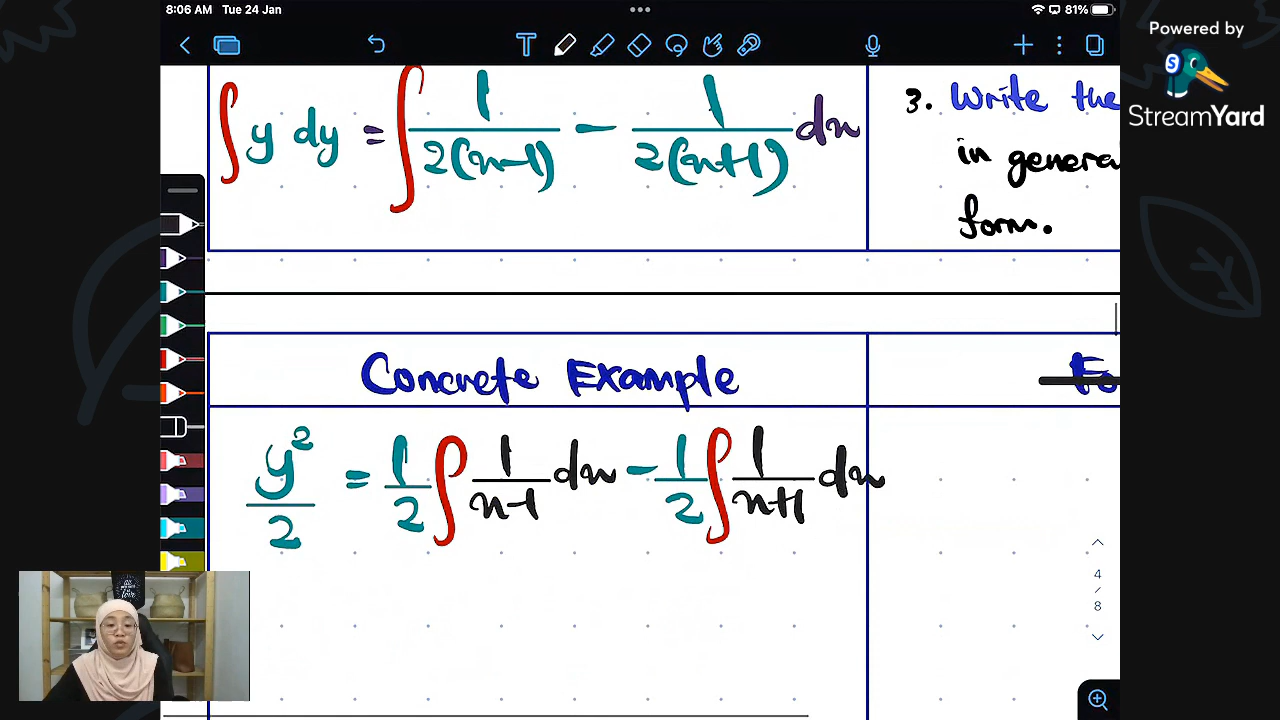 8:06 AM Tue 24 Jan
81%
Powered by
StreamYard
∫ y dy = ∫ 1/2(x-1) - 1/2(x+1) dx
3. Write the
in general
form.
Concrete Example
y²/2 = 1/2 ∫ 1/x-1 dx - 1/2 ∫ 1/x+1 dx
4
/
8